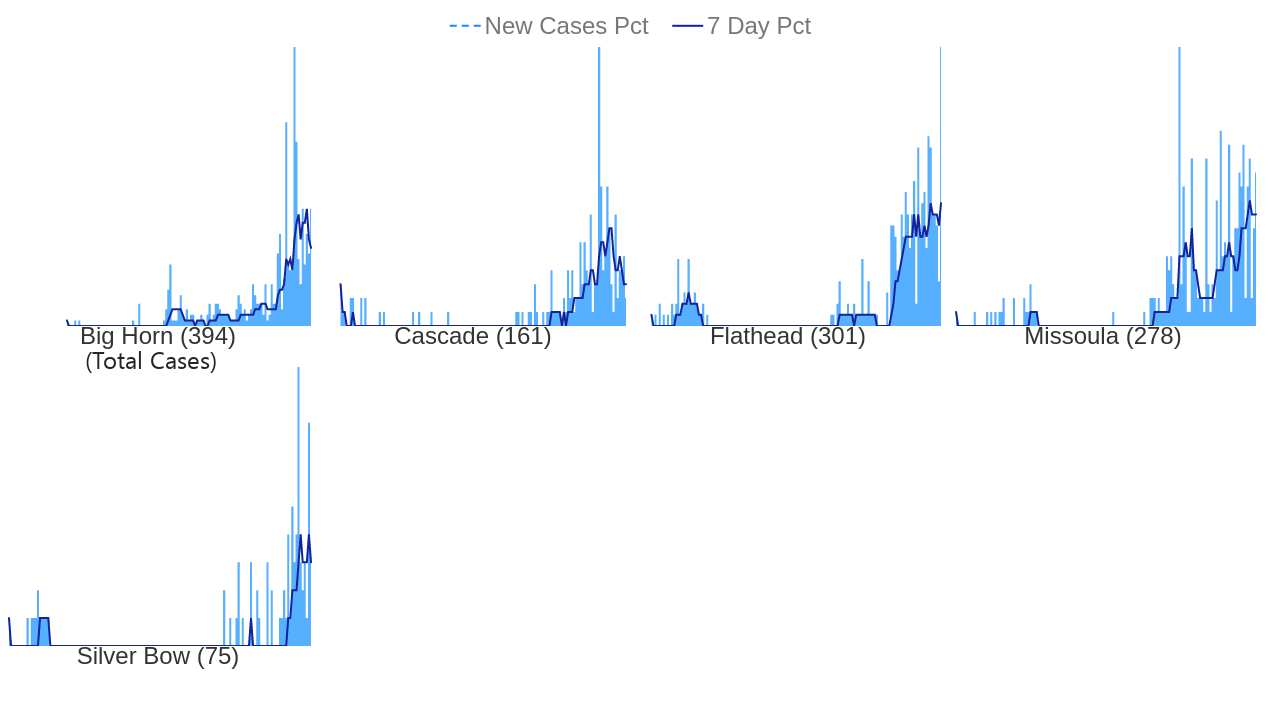 New Cases Pct
7 Day Pct
Big Horn (394)
(Total Cases)
Cascade (161)
Flathead (301)
Missoula (278)
Silver Bow (75)